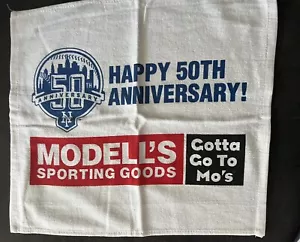 50
ANNIVERSARY
NY
HAPPY 50TH
ANNIVERSARY!
MODELL'S
SPORTING GOODS
Gotta
Go To
Mo's